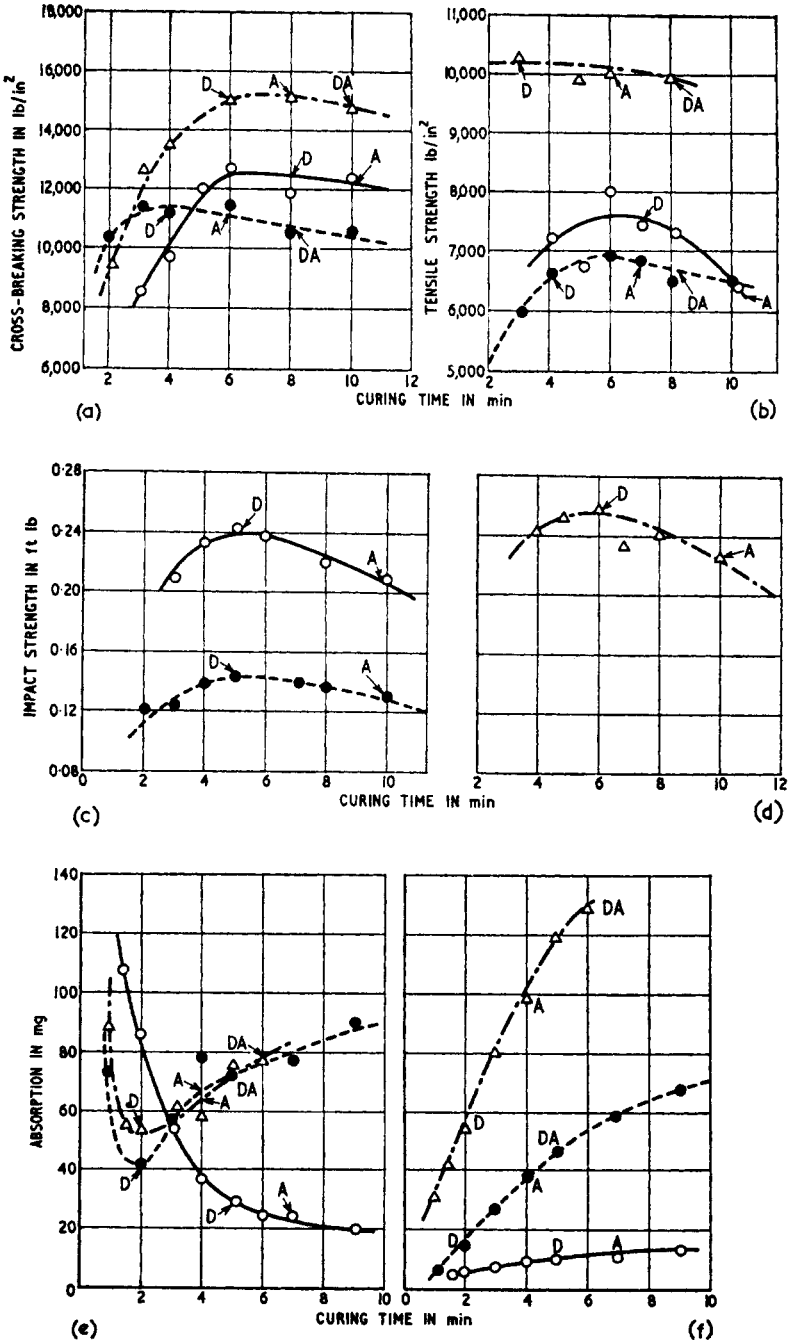 18,000
16,000
14,000
12,000
10,000
8,000
6,000
CROSS-BREAKING STRENGTH IN lb/in²
D
A
DA
D
A
D
A
DA
2 4 6 8 10 12
(a)
11,000
10,000
9,000
8,000
7,000
6,000
5,000
TENSILE STRENGTH lb/in²
D
A
DA
D
D
A
DA
A
2 4 6 8 10
(b)
CURING TIME IN min
0·28
0·24
0·20
0·16
0·12
0·08
IMPACT STRENGTH IN ft lb
D
A
D
A
0 2 4 6 8 10
(c)
D
A
2 4 6 8 10 12
(d)
CURING TIME IN min
140
120
100
80
60
40
20
0
ABSORPTION IN mg
D
D
A
A
DA
DA
D
A
2 4 6 8 10
(e)
DA
A
D
DA
A
D
D
A
0 2 4 6 8 10
(f)
CURING TIME IN min